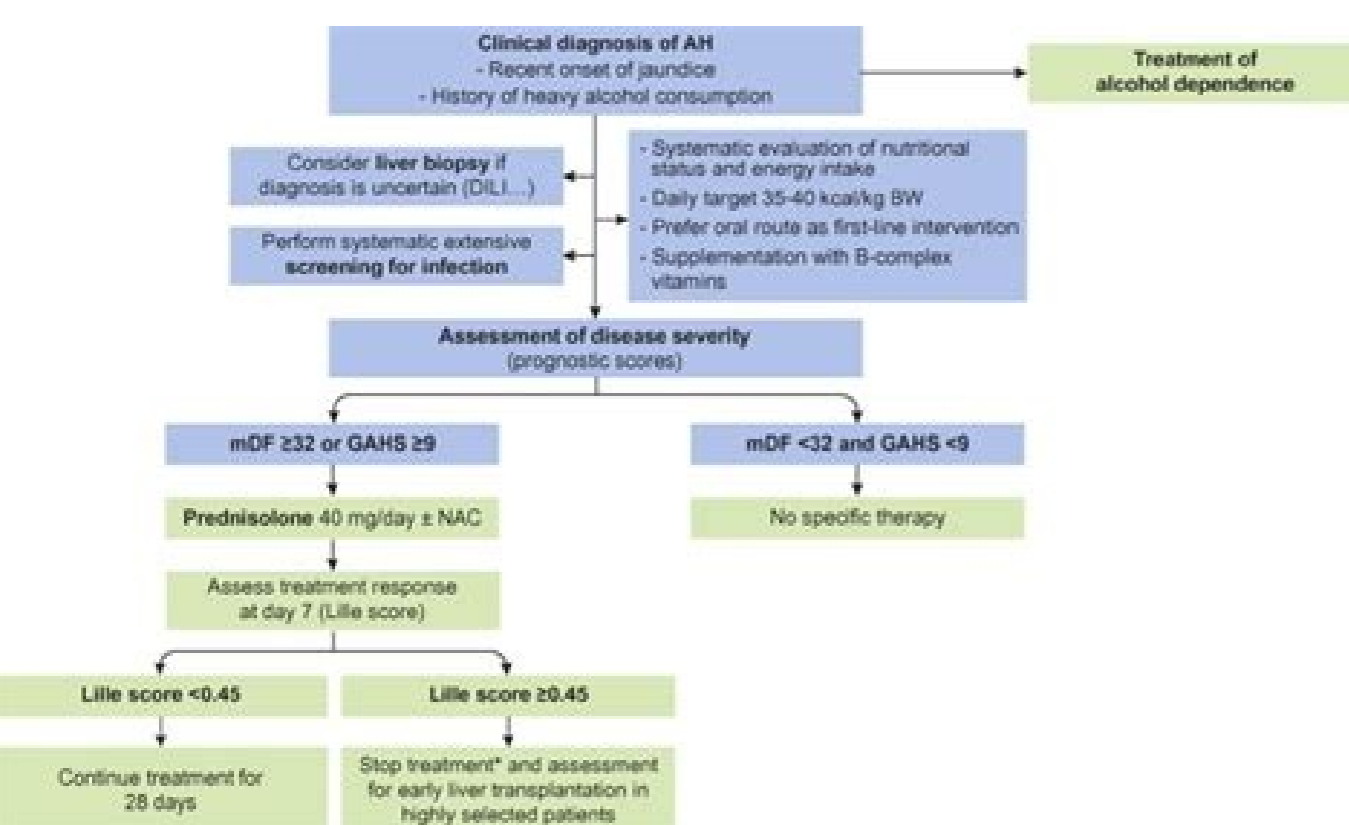 Clinical diagnosis of AH
- Recent onset of jaundice
- History of heavy alcohol consumption
Treatment of
alcohol dependence
Consider liver biopsy if
diagnosis is uncertain (DILI...)
Perform systematic extensive
screening for infection
- Systematic evaluation of nutritional
status and energy intake
- Daily target 35-40 kcal/kg BW
- Prefer oral route as first-line intervention
- Supplementation with B-complex
vitamins
Assessment of disease severity
(prognostic scores)
mDF ≥32 or GAHS ≥9
mDF <32 and GAHS <9
Prednisolone 40 mg/day ± NAC
No specific therapy
Assess treatment response
at day 7 (Lille score)
Lille score <0.45
Lille score ≥0.45
Continue treatment for
28 days
Stop treatment* and assessment
for early liver transplantation in
highly selected patients